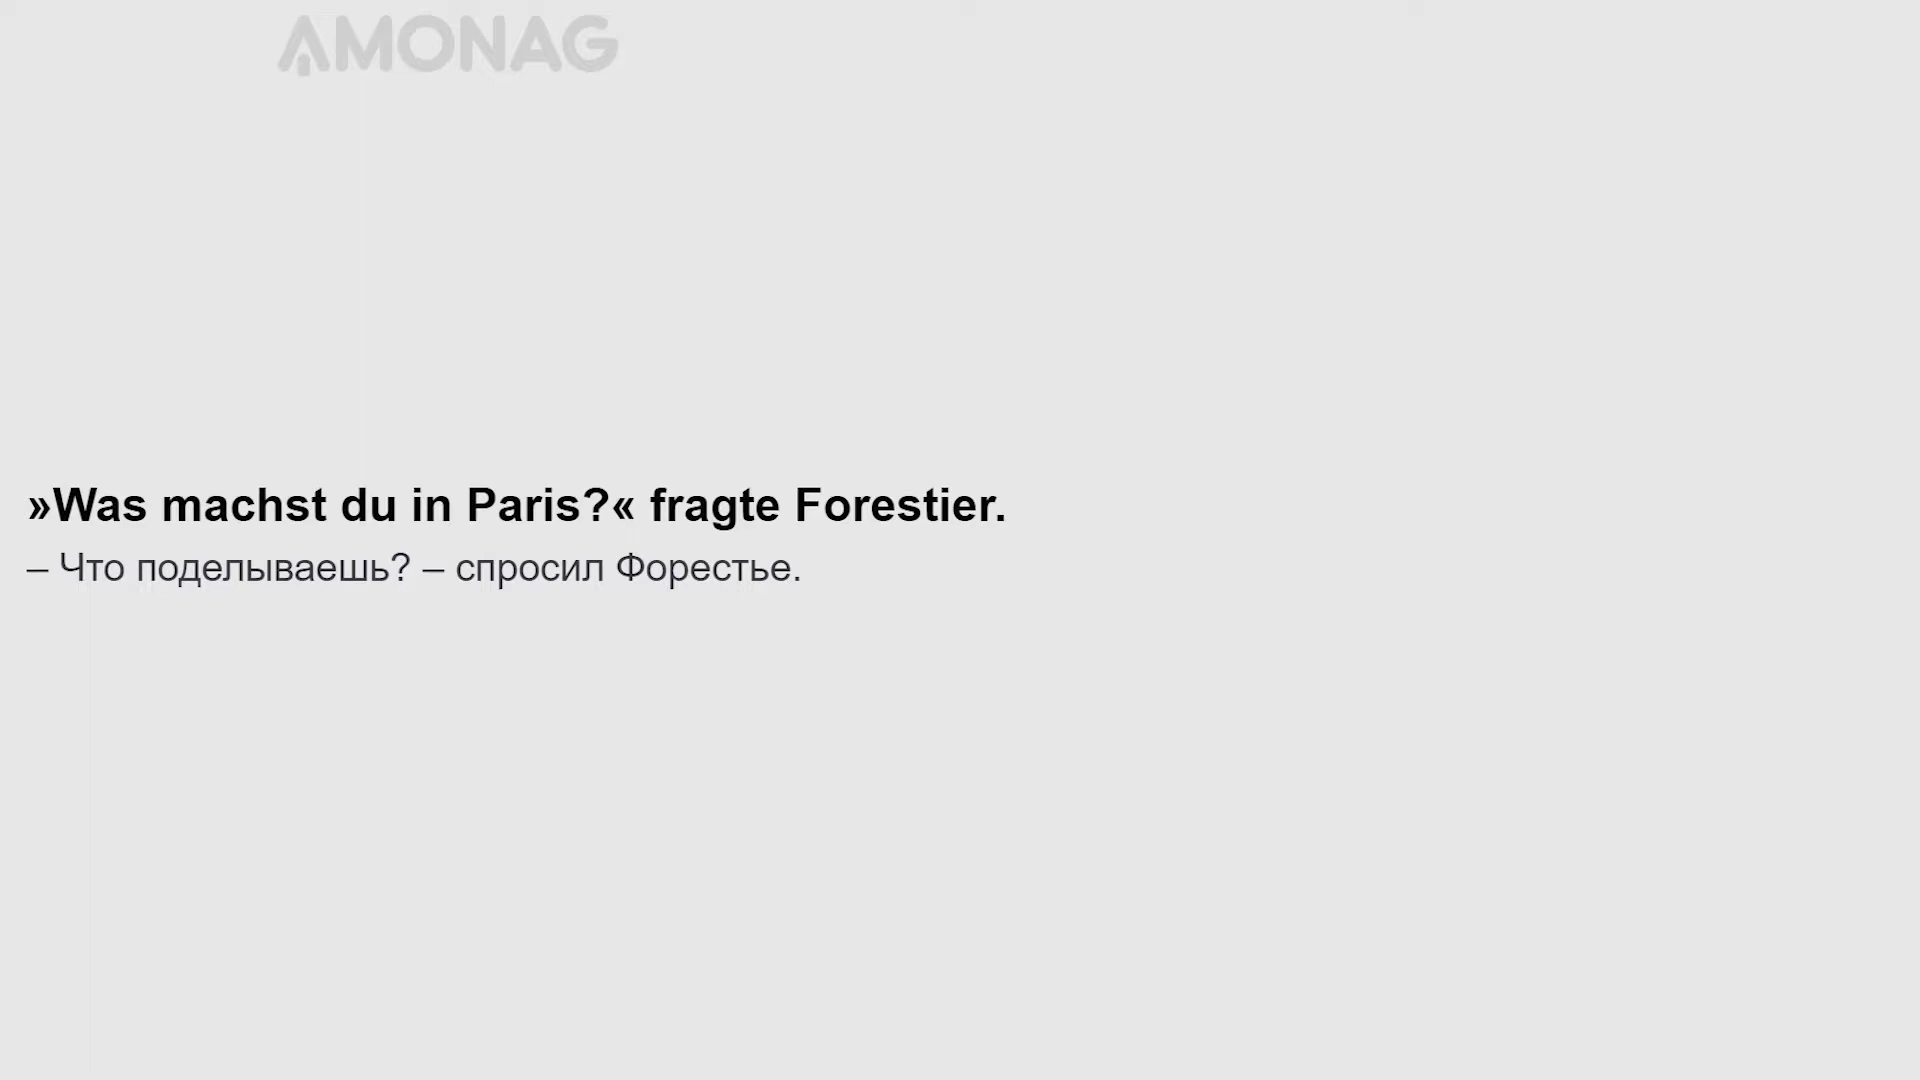 AMONAG
»Was machst du in Paris?« fragte Forestier.
– Что поделываешь? – спросил Форестье.